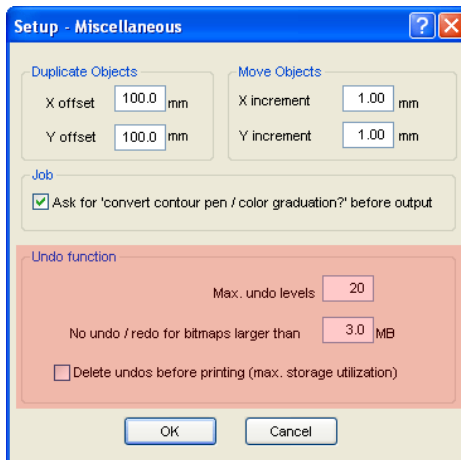 Setup - Miscellaneous ? X
Duplicate Objects Move Objects
X offset 100.0 mm X increment 1.00 mm
Y offset 100.0 mm Y increment 1.00 mm
Job
Ask for 'convert contour pen / color graduation?' before output
Undo function
Max. undo levels 20
No undo / redo for bitmaps larger than 3.0 MB
Delete undos before printing (max. storage utilization)
OK Cancel